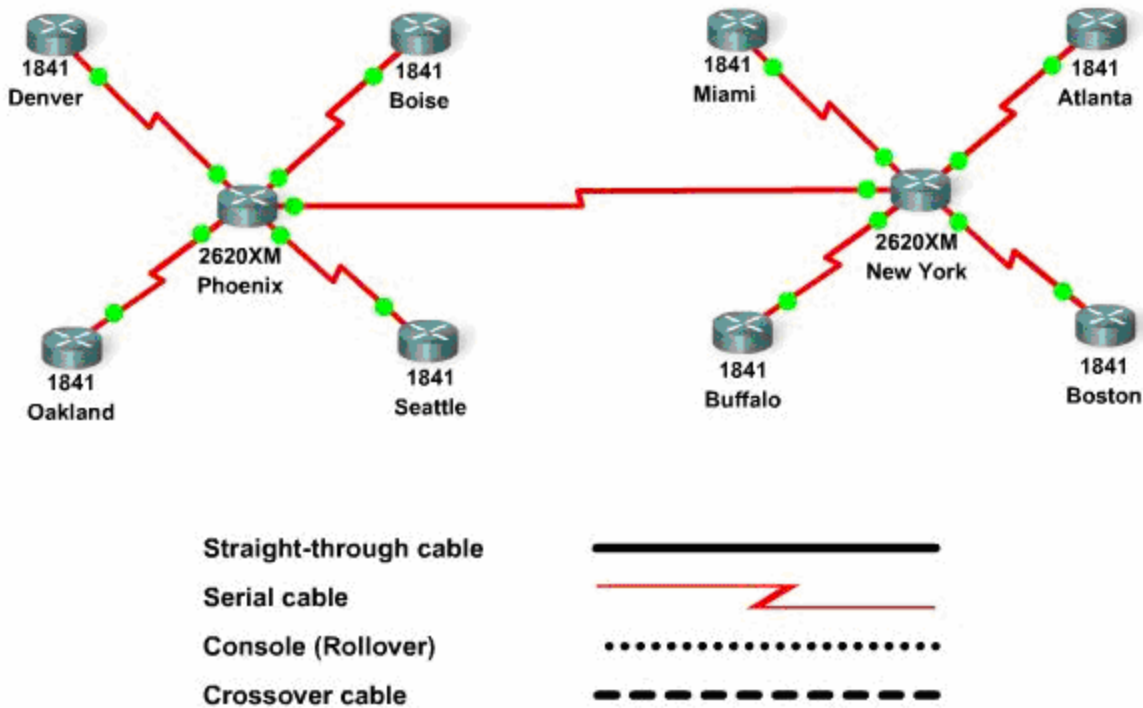 1841
Denver
1841
Boise
1841
Miami
1841
Atlanta
2620XM
Phoenix
2620XM
New York
1841
Oakland
1841
Seattle
1841
Buffalo
1841
Boston
Straight-through cable
Serial cable
Console (Rollover)
Crossover cable